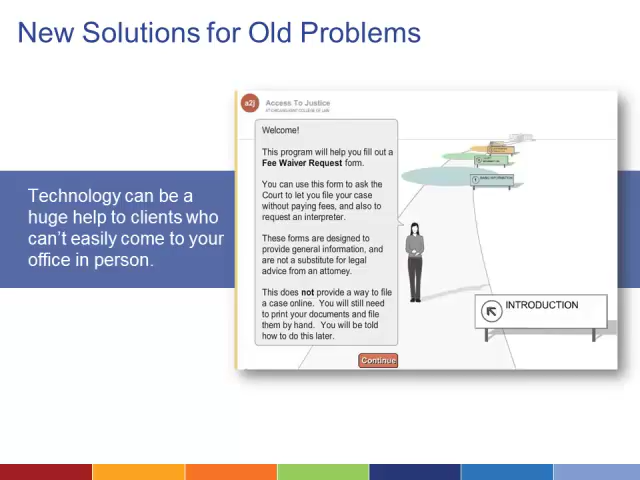 New Solutions for Old Problems
Technology can be a
huge help to clients who
can't easily come to your
office in person.
a2j
Access To Justice
Welcome!
This program will help you fill out a
Fee Waiver Request form.
You can use this form to ask the
Court to let you file your case
without paying fees, and also to
request an interpreter.
These forms are designed to
provide general information, and
are not a substitute for legal
advice from an attorney.
This does not provide a way to file
a case online. You will still need
to print your documents and file
them by hand. You will be told
how to do this later.
Continue
INTRODUCTION